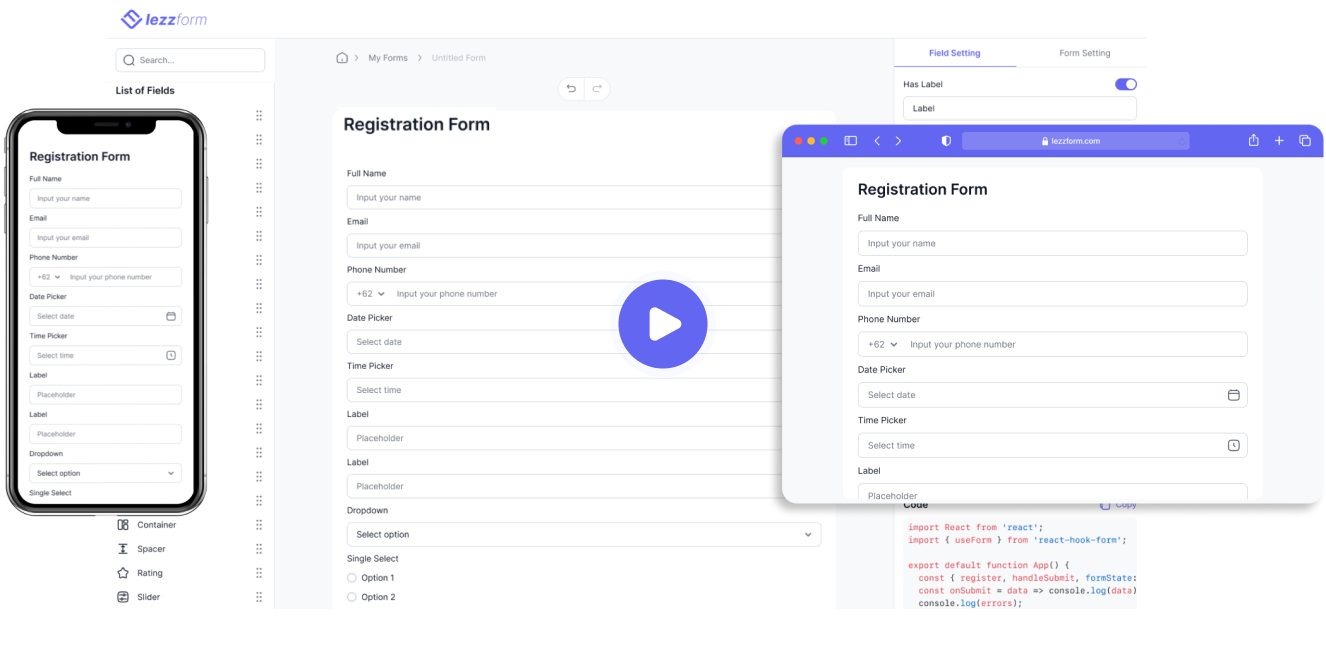 lezzform
Search...
List of Fields
Container
Spacer
Rating
Slider
Registration Form
Full Name
Input your name
Email
Input your email
Phone Number
+62 Input your phone number
Date Picker
Select date
Time Picker
Select time
Label
Placeholder
Label
Placeholder
Dropdown
Select option
Single Select
My Forms > Untitled Form
Registration Form
Full Name
Input your name
Email
Input your email
Phone Number
+62 Input your phone number
Date Picker
Select date
Time Picker
Select time
Label
Placeholder
Label
Placeholder
Dropdown
Select option
Single Select
Option 1
Option 2
Field Setting Form Setting
Has Label
Label
lezzform.com
Registration Form
Full Name
Input your name
Email
Input your email
Phone Number
+62 Input your phone number
Date Picker
Select date
Time Picker
Select time
Label
Placeholder
Code Copy
import React from 'react';
import { useForm } from 'react-hook-form';
export default function App() {
const { register, handleSubmit, formState:
const onSubmit = data => console.log(data)
console.log(errors);